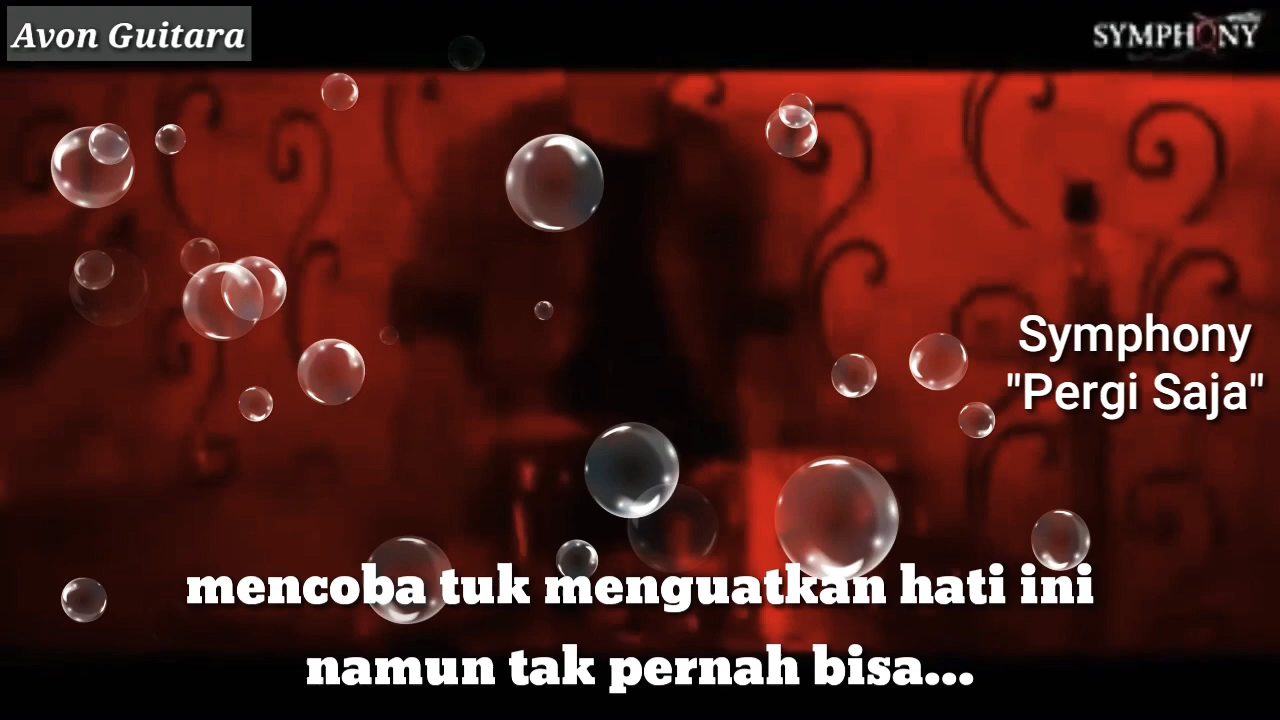 Avon Guitara
SYMPHONY
Symphony
"Pergi Saja"
mencoba tuk menguatkan hati ini
namun tak pernah bisa...